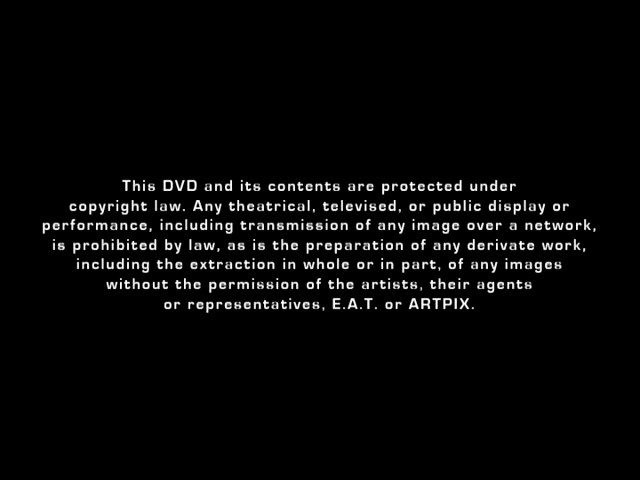 This DVD and its contents are protected under
copyright law. Any theatrical, televised, or public display or
performance, including transmission of any image over a network,
is prohibited by law, as is the preparation of any derivate work,
including the extraction in whole or in part, of any images
without the permission of the artists, their agents
or representatives, E.A.T. or ARTPIX.